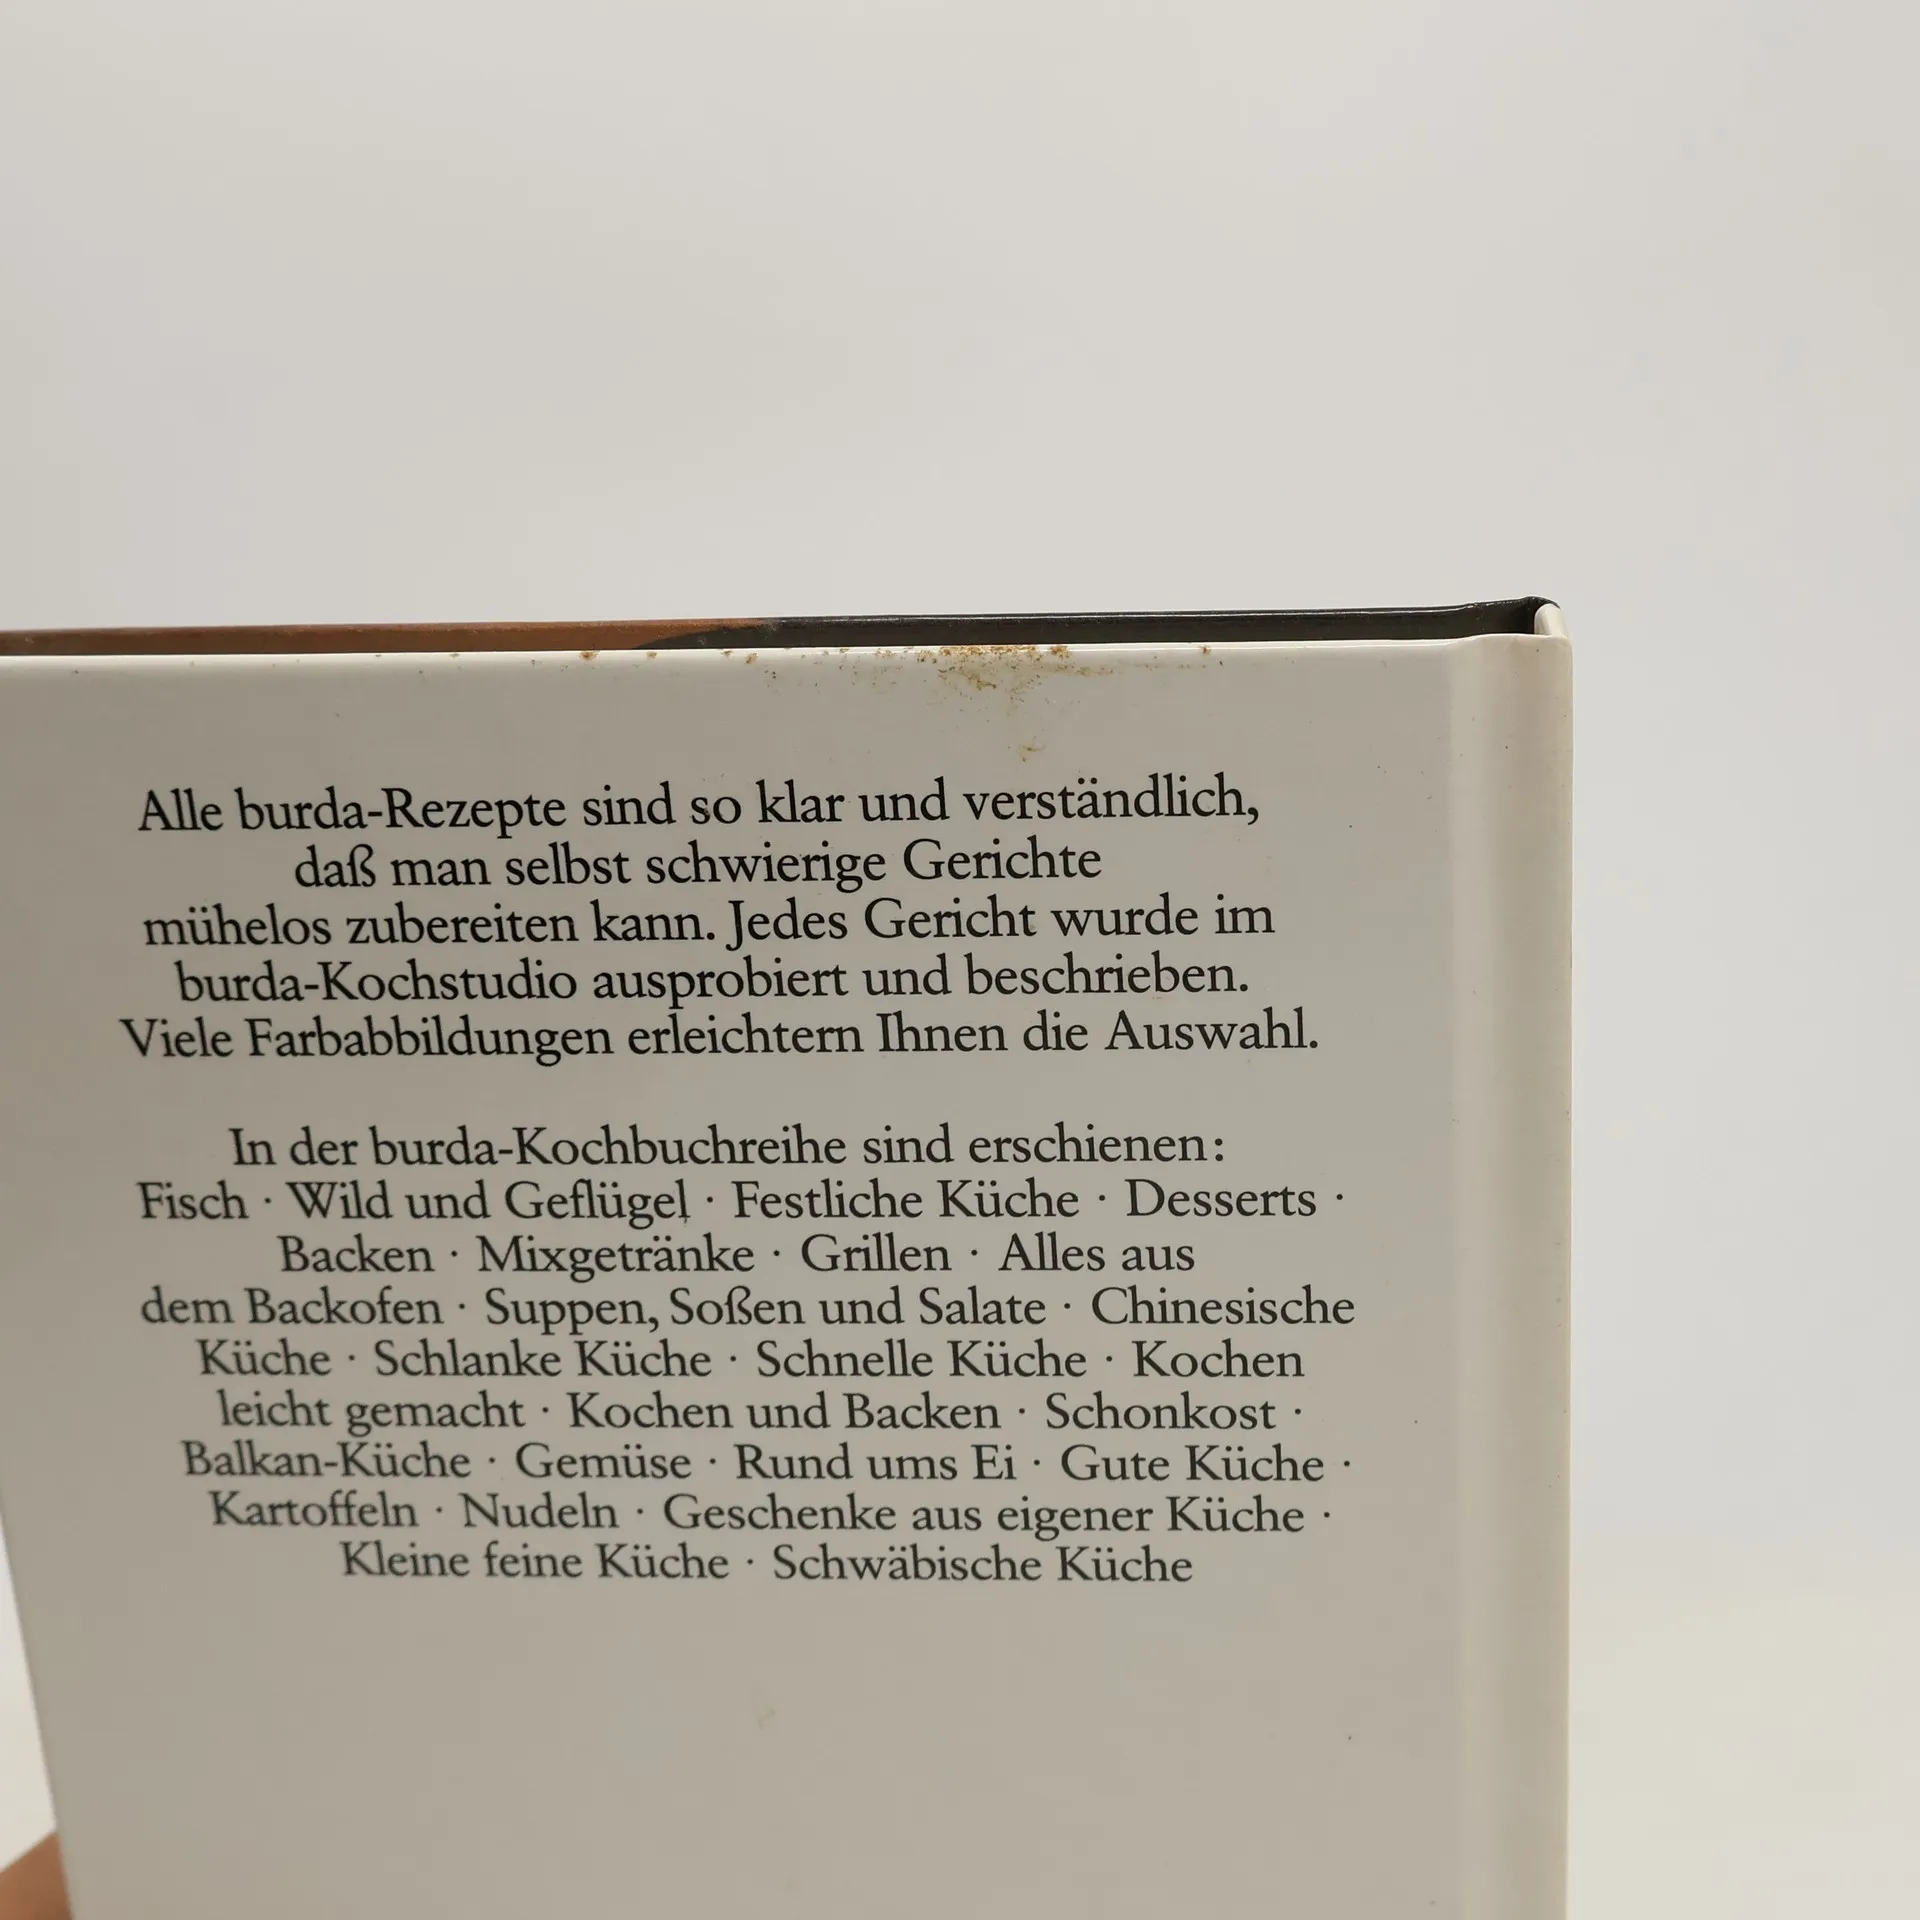 Alle burda-Rezepte sind so klar und verständlich,
daß man selbst schwierige Gerichte
mühelos zubereiten kann. Jedes Gericht wurde im
burda-Kochstudio ausprobiert und beschrieben.
Viele Farbabbildungen erleichtern Ihnen die Auswahl.
In der burda-Kochbuchreihe sind erschienen:
Fisch · Wild und Geflügel · Festliche Küche · Desserts ·
Backen · Mixgetränke · Grillen · Alles aus
dem Backofen · Suppen, Soßen und Salate · Chinesische
Küche · Schlanke Küche · Schnelle Küche · Kochen
leicht gemacht · Kochen und Backen · Schonkost ·
Balkan-Küche · Gemüse · Rund ums Ei · Gute Küche ·
Kartoffeln · Nudeln · Geschenke aus eigener Küche ·
Kleine feine Küche · Schwäbische Küche